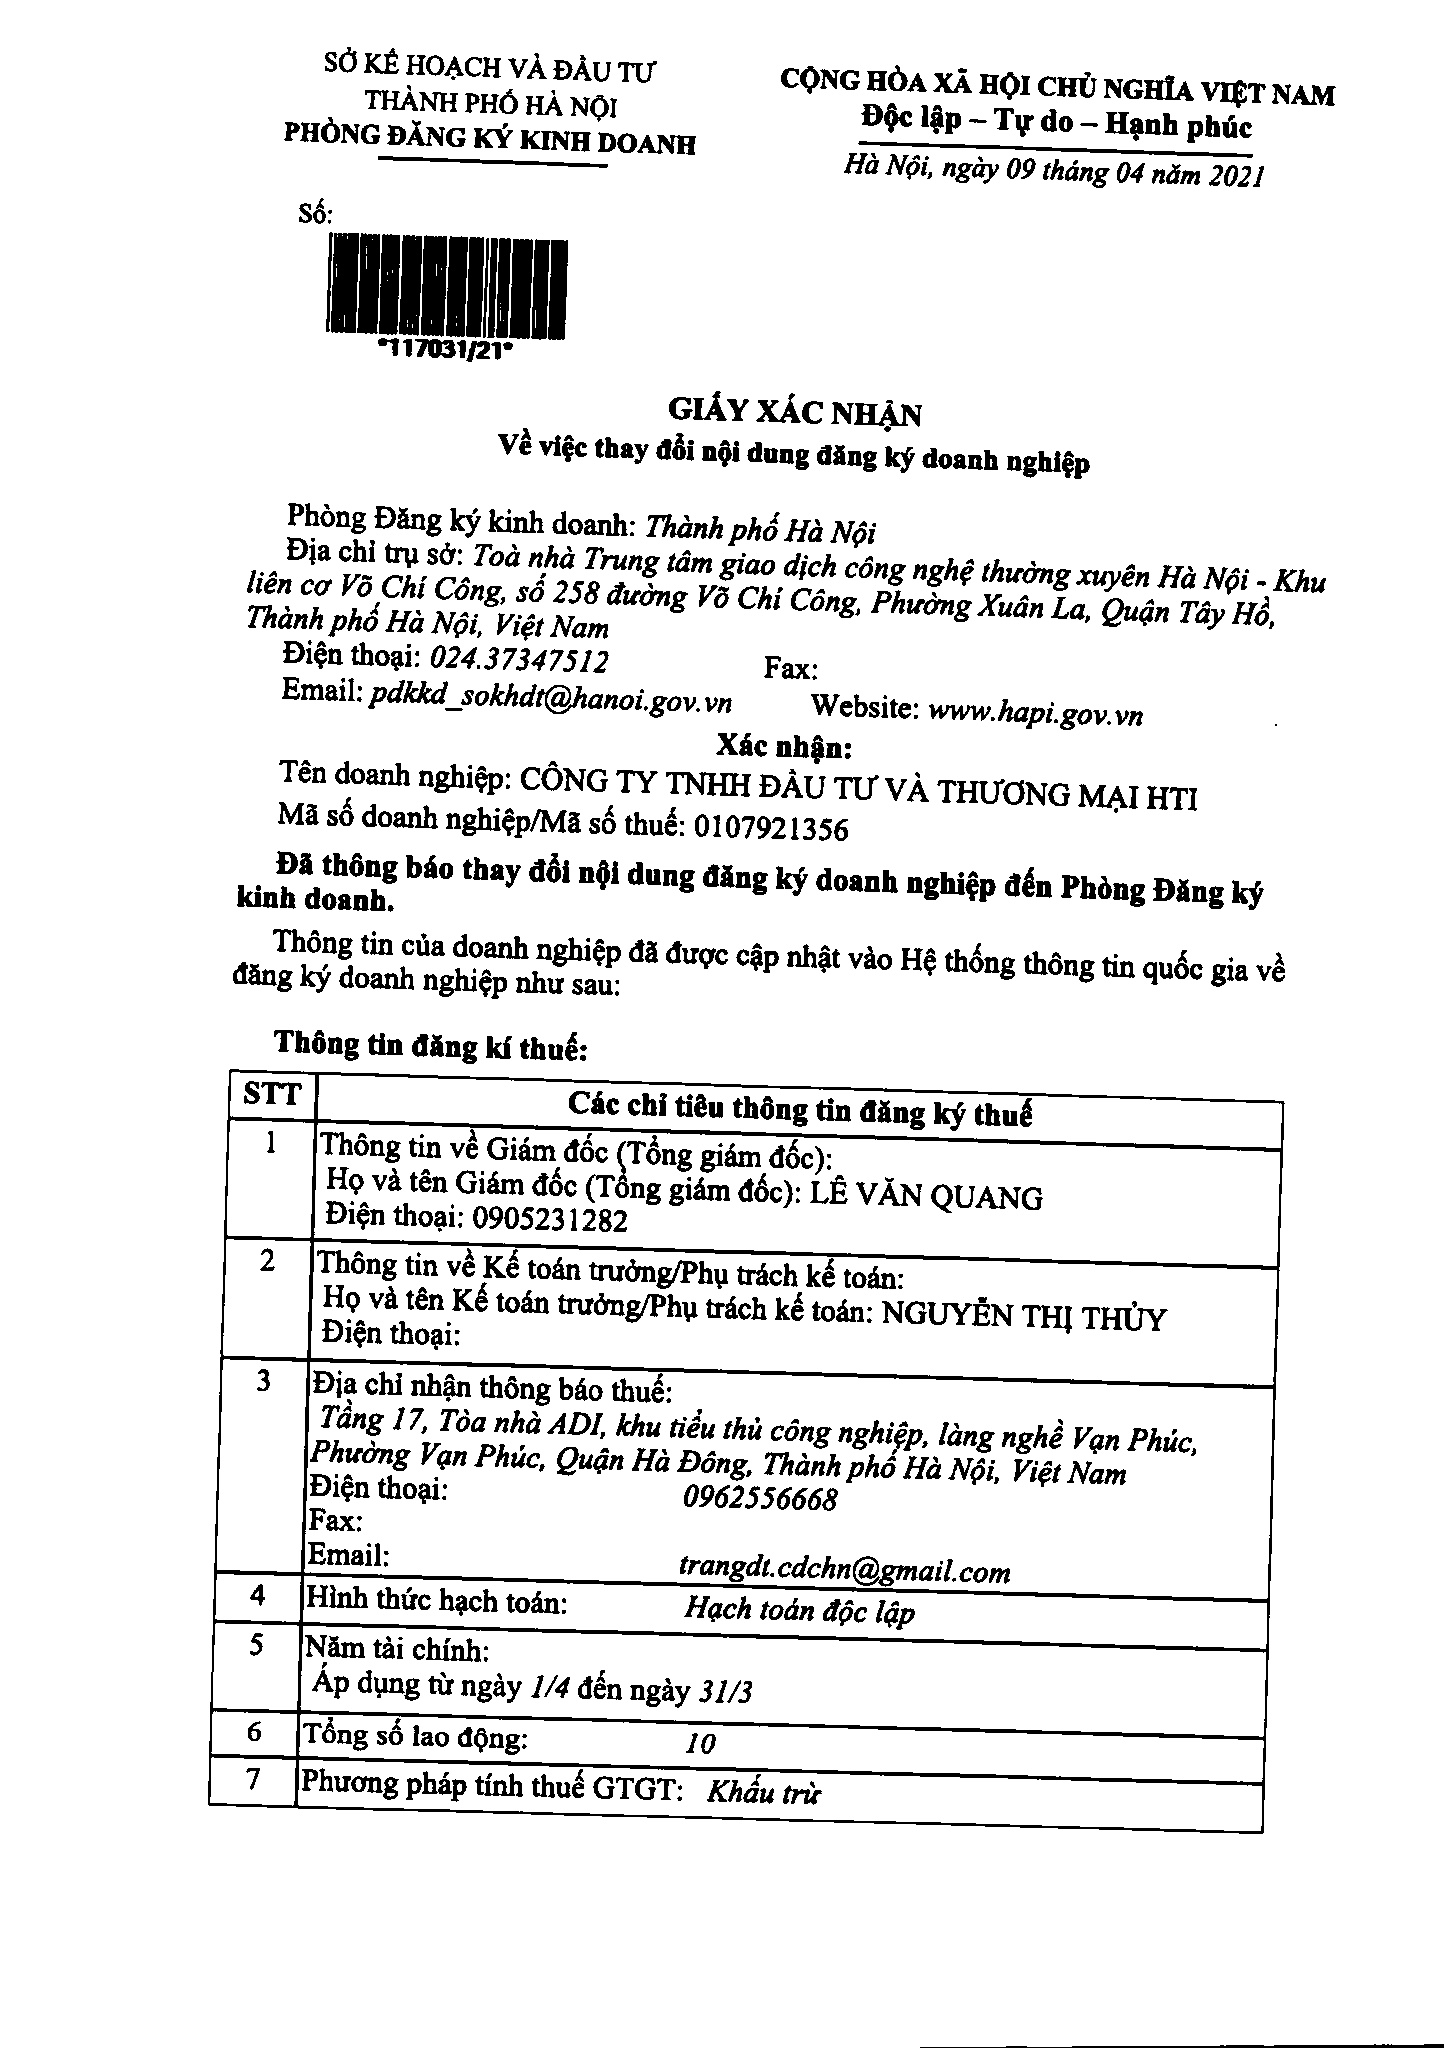 SỞ KẾ HOẠCH VÀ ĐẦU TƯ
THÀNH PHỐ HÀ NỘI
PHÒNG ĐĂNG KÝ KINH DOANH
CỘNG HÒA XÃ HỘI CHỦ NGHĨA VIỆT NAM
Độc lập – Tự do – Hạnh phúc
Hà Nội, ngày 09 tháng 04 năm 2021
Số:
*117031/21*
GIẤY XÁC NHẬN
Về việc thay đổi nội dung đăng ký doanh nghiệp
Phòng Đăng ký kinh doanh: Thành phố Hà Nội
Địa chỉ trụ sở: Toà nhà Trung tâm giao dịch công nghệ thường xuyên Hà Nội - Khu
liên cơ Võ Chí Công, số 258 đường Võ Chí Công, Phường Xuân La, Quận Tây Hồ,
Thành phố Hà Nội, Việt Nam
Điện thoại: 024.37347512 Fax:
Email: pdkkd_sokhdt@hanoi.gov.vn Website: www.hapi.gov.vn
Xác nhận:
Tên doanh nghiệp: CÔNG TY TNHH ĐẦU TƯ VÀ THƯƠNG MẠI HTI
Mã số doanh nghiệp/Mã số thuế: 0107921356
Đã thông báo thay đổi nội dung đăng ký doanh nghiệp đến Phòng Đăng ký
kinh doanh.
Thông tin của doanh nghiệp đã được cập nhật vào Hệ thống thông tin quốc gia về
đăng ký doanh nghiệp như sau:
Thông tin đăng kí thuế:
STT Các chỉ tiêu thông tin đăng ký thuế
1 Thông tin về Giám đốc (Tổng giám đốc):
Họ và tên Giám đốc (Tổng giám đốc): LÊ VĂN QUANG
Điện thoại: 0905231282
2 Thông tin về Kế toán trưởng/Phụ trách kế toán:
Họ và tên Kế toán trưởng/Phụ trách kế toán: NGUYỄN THỊ THỦY
Điện thoại:
3 Địa chỉ nhận thông báo thuế:
Tầng 17, Tòa nhà ADI, khu tiểu thủ công nghiệp, làng nghề Vạn Phúc,
Phường Vạn Phúc, Quận Hà Đông, Thành phố Hà Nội, Việt Nam
Điện thoại: 0962556668
Fax:
Email: trangdt.cdchn@gmail.com
4 Hình thức hạch toán: Hạch toán độc lập
5 Năm tài chính:
Áp dụng từ ngày 1/4 đến ngày 31/3
6 Tổng số lao động: 10
7 Phương pháp tính thuế GTGT: Khấu trừ